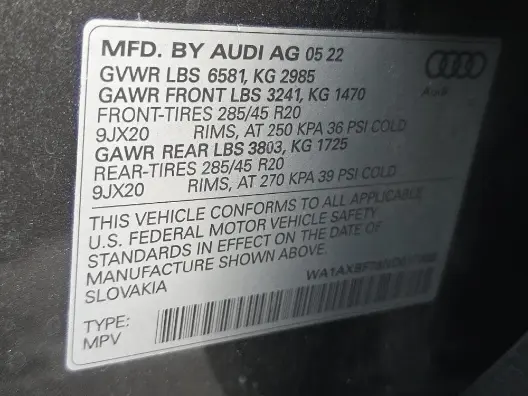 MFD. BY AUDI AG 05 22
GVWR LBS 6581, KG 2985
GAWR FRONT LBS 3241, KG 1470
FRONT-TIRES 285/45 R20
9JX20 RIMS, AT 250 KPA 36 PSI COLD
GAWR REAR LBS 3803, KG 1725
REAR-TIRES 285/45 R20
9JX20 RIMS, AT 270 KPA 39 PSI COLD
THIS VEHICLE CONFORMS TO ALL APPLICABLE
U.S. FEDERAL MOTOR VEHICLE SAFETY
STANDARDS IN EFFECT ON THE DATE OF
MANUFACTURE SHOWN ABOVE.
SLOVAKIA
TYPE:
MPV
Audi